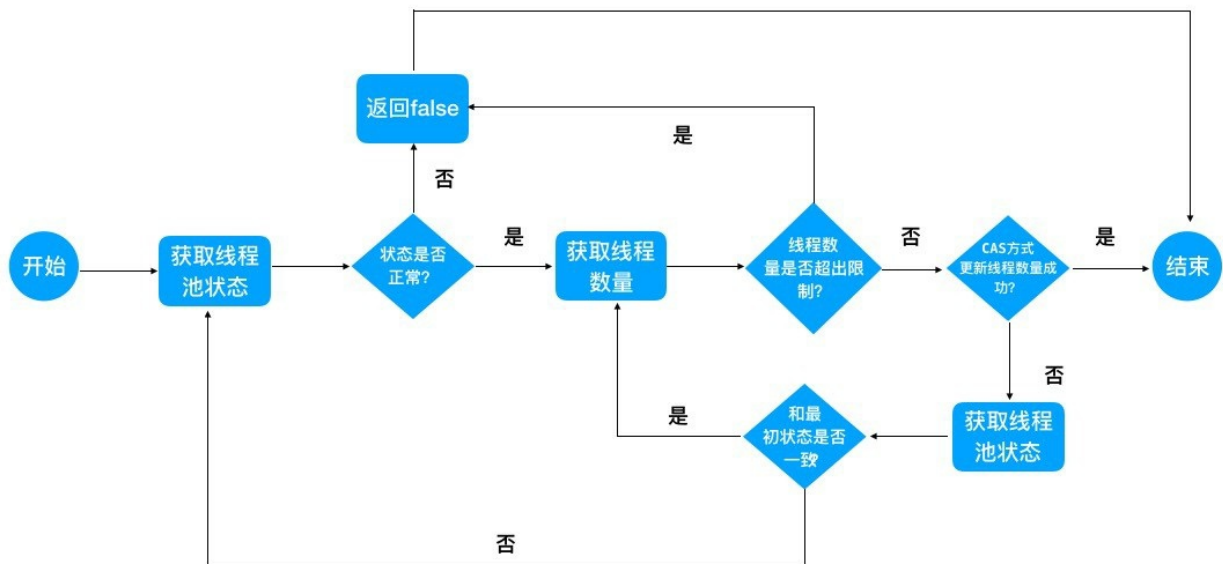 返回false
是
否
开始
获取线程
池状态
状态是否
正常?
是
获取线程
数量
线程数
量是否超出限
制?
否
CAS方式
更新线程数量成
功?
是
结束
否
是
和最
初状态是否
一致?
获取线程
池状态
否